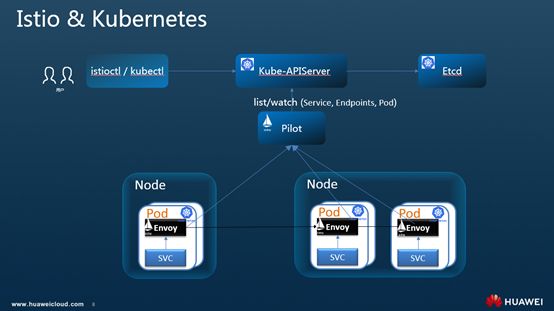 Istio & Kubernetes
istioctl / kubectl
Kube-APIServer
Etcd
用户
list/watch (Service, Endpoints, Pod)
Pilot
Node
Node
Pod
Pod
Pod
Envoy
Envoy
Envoy
SVC
SVC
SVC
www.huaweicloud.com
8
HUAWEI